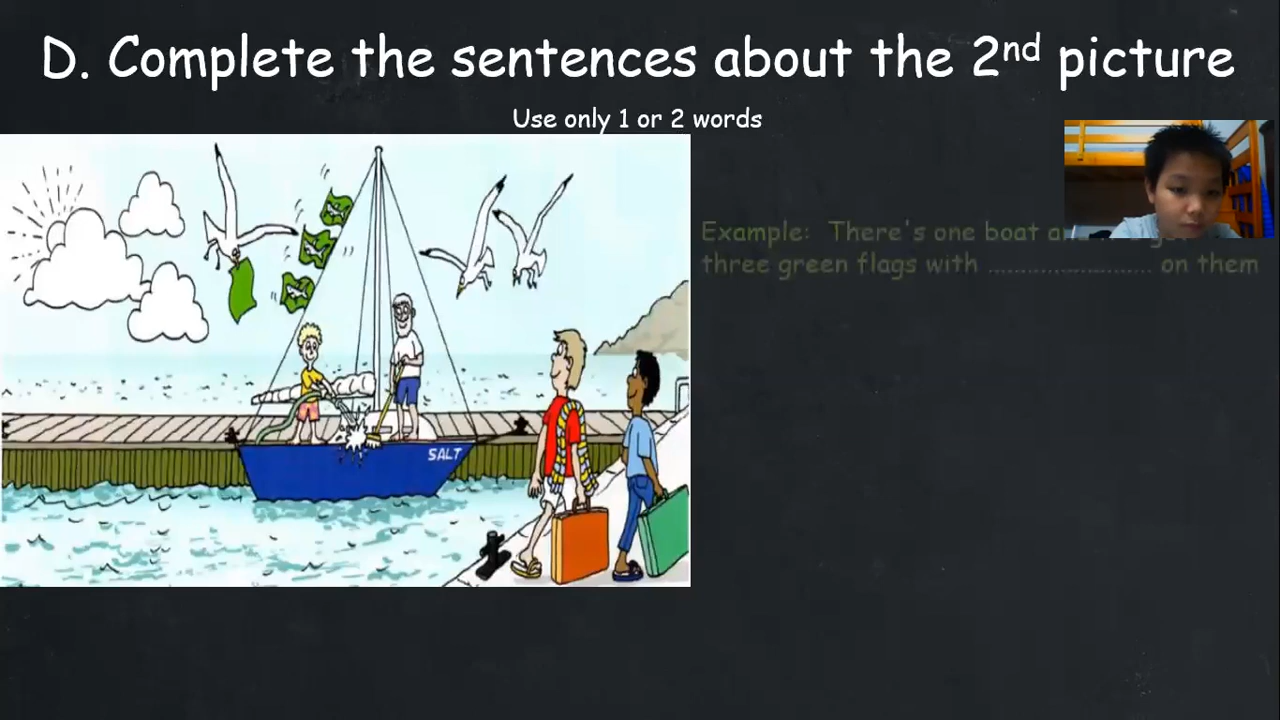 D. Complete the sentences about the 2nd picture
Use only 1 or 2 words
Example: There's one boat
three green flags with ........................ on them
SALT